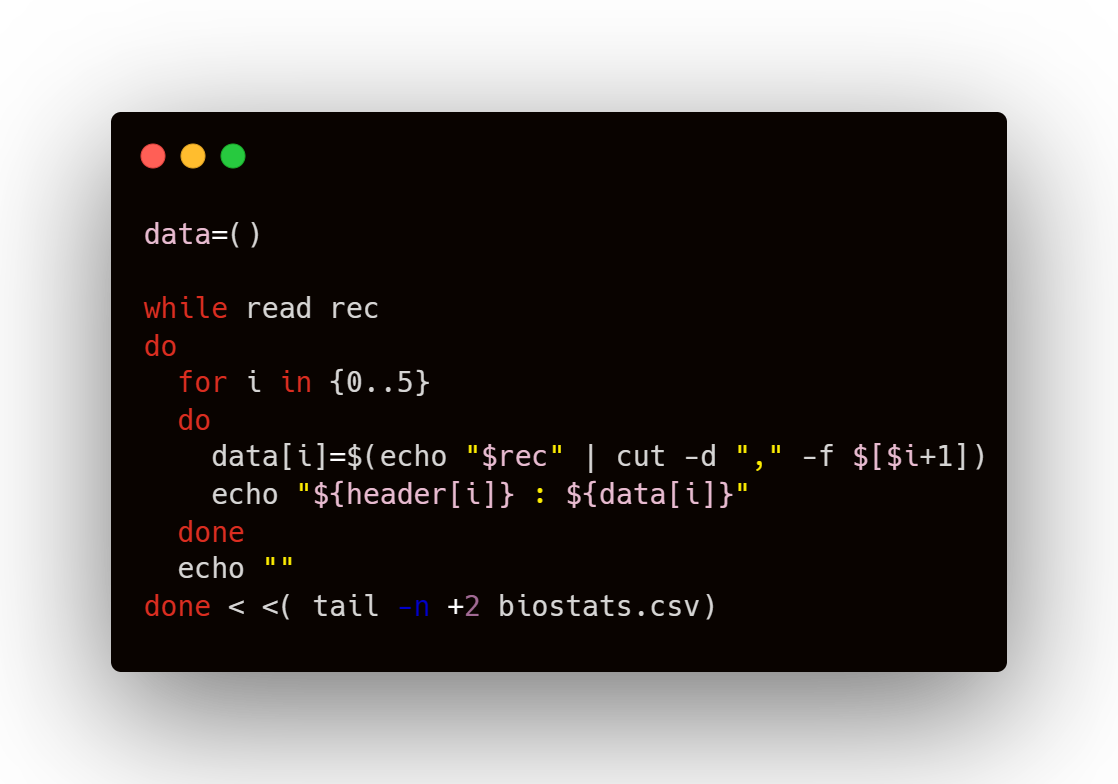 data=()
while read rec
do
  for i in {0..5}
  do
    data[i]=$(echo "$rec" | cut -d "," -f $[$i+1])
    echo "${header[i]} : ${data[i]}"
  done
  echo ""
done < <( tail -n +2 biostats.csv)